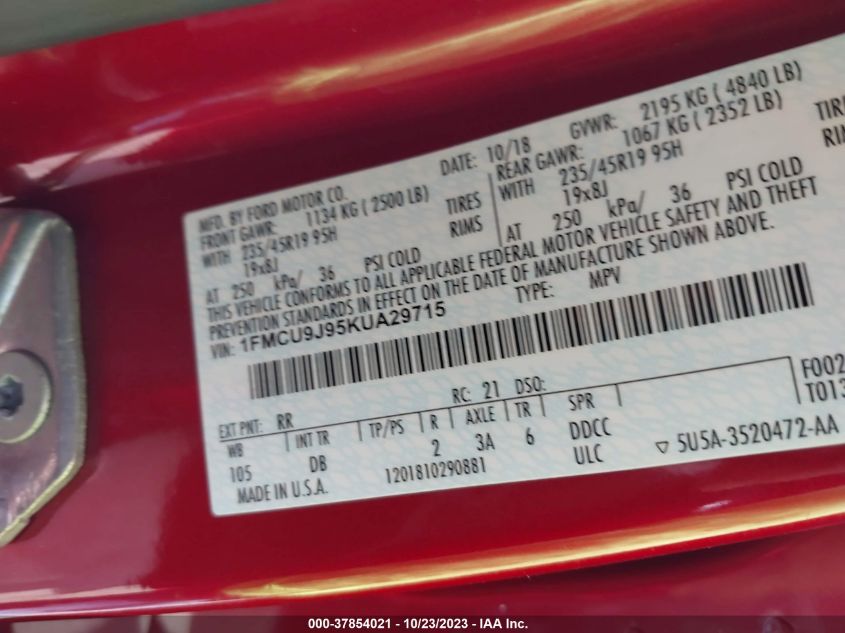 MFD. BY FORD MOTOR CO. DATE: 10/18 GVWR: 2195 KG ( 4840 LB)
FRONT GAWR: 1134 KG ( 2500 LB) REAR GAWR: 1067 KG ( 2352 LB)
WITH 235/45R19 95H TIRES WITH 235/45R19 95H TIRE
19x8J RIMS 19x8J RIM
AT 250 kPa/ 36 PSI COLD AT 250 kPa/ 36 PSI COLD
THIS VEHICLE CONFORMS TO ALL APPLICABLE FEDERAL MOTOR VEHICLE SAFETY AND THEFT
PREVENTION STANDARDS IN EFFECT ON THE DATE OF MANUFACTURE SHOWN ABOVE.
VIN: 1FMCU9J95KUA29715 TYPE: MPV
EXT PNT: RR RC: 21 DSO: F002
T013
WB INT TR TP/PS R AXLE TR SPR
105 DB 2 3A 6 DDCC
MADE IN U.S.A. 1201810290881 ULC ▽ 5U5A-3520472-AA
000-37854021 - 10/23/2023 - IAA Inc.